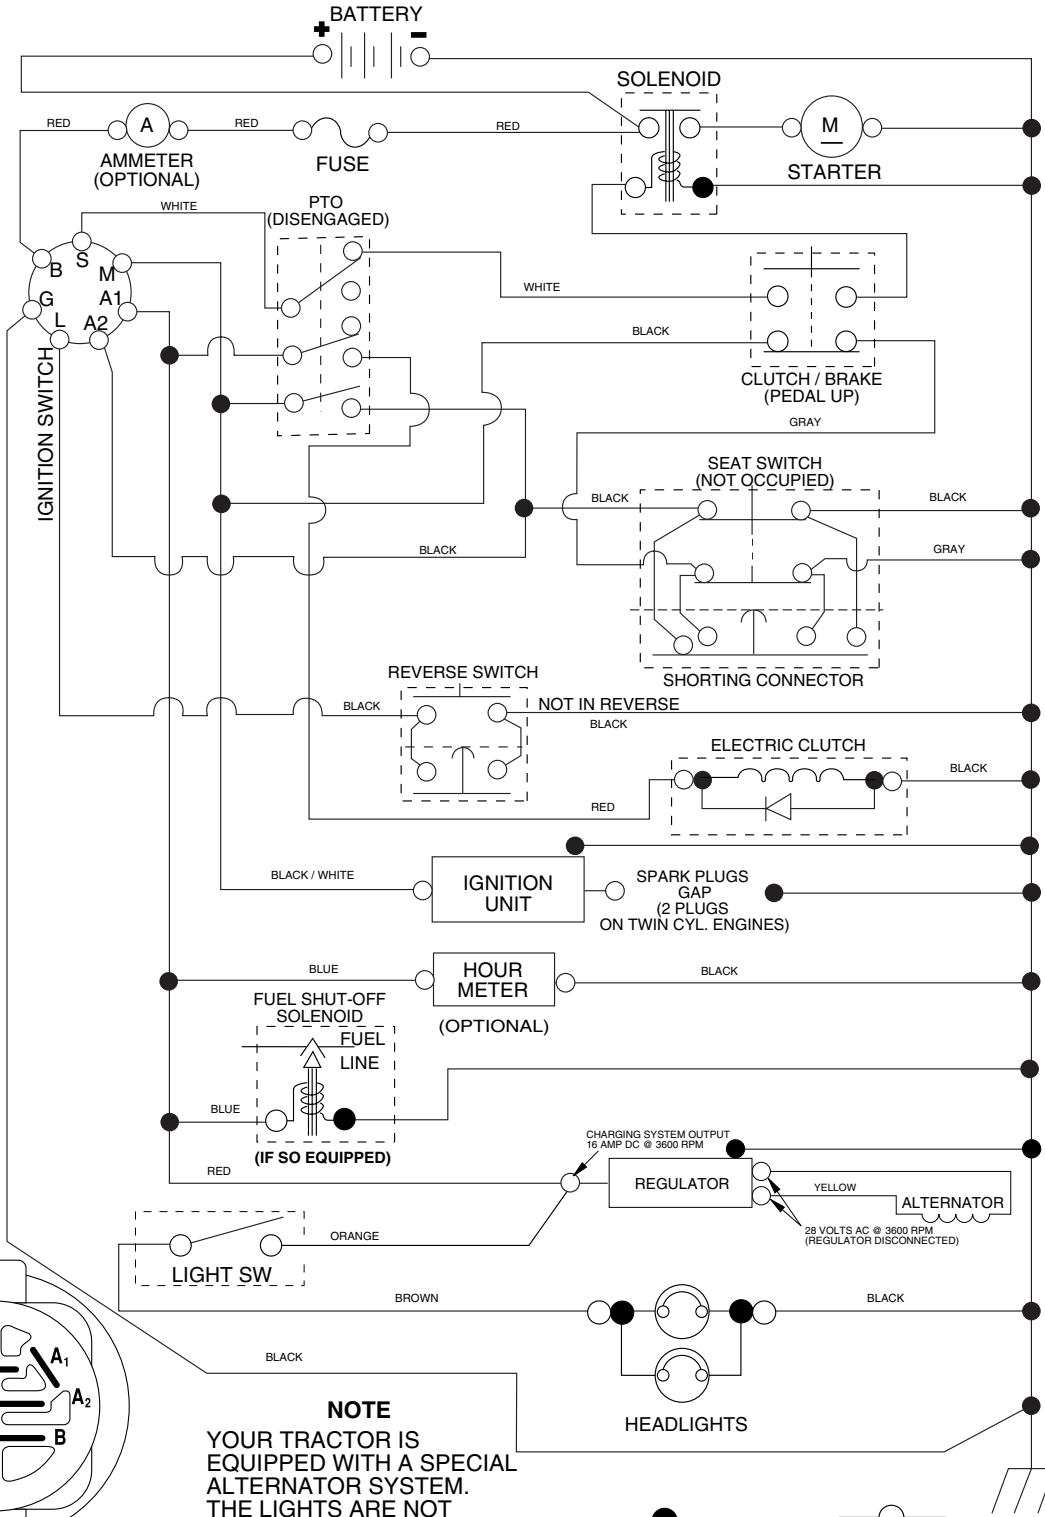 BATTERY
+ -
SOLENOID
RED
A
RED
RED
M
AMMETER
(OPTIONAL)
FUSE
STARTER
WHITE
PTO
(DISENGAGED)
B
S
M
G
A1
L
A2
IGNITION SWITCH
WHITE
BLACK
CLUTCH / BRAKE
(PEDAL UP)
GRAY
SEAT SWITCH
(NOT OCCUPIED)
BLACK
BLACK
BLACK
GRAY
SHORTING CONNECTOR
REVERSE SWITCH
BLACK
NOT IN REVERSE
BLACK
ELECTRIC CLUTCH
BLACK
RED
BLACK / WHITE
IGNITION
UNIT
SPARK PLUGS
GAP
(2 PLUGS
ON TWIN CYL. ENGINES)
BLUE
HOUR
METER
BLACK
(OPTIONAL)
FUEL SHUT-OFF
SOLENOID
FUEL
LINE
BLUE
(IF SO EQUIPPED)
CHARGING SYSTEM OUTPUT
16 AMP DC @ 3600 RPM
RED
REGULATOR
YELLOW
ALTERNATOR
28 VOLTS AC @ 3600 RPM
(REGULATOR DISCONNECTED)
ORANGE
LIGHT SW
BROWN
BLACK
BLACK
HEADLIGHTS
A1
A2
B
NOTE
YOUR TRACTOR IS
EQUIPPED WITH A SPECIAL
ALTERNATOR SYSTEM.
THE LIGHTS ARE NOT